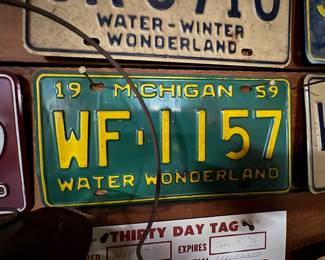 WATER-WINTER
WONDERLAND
19 MICHIGAN 59
WF·1157
WATER WONDERLAND
THIRTY DAY TAG
EXPIRES